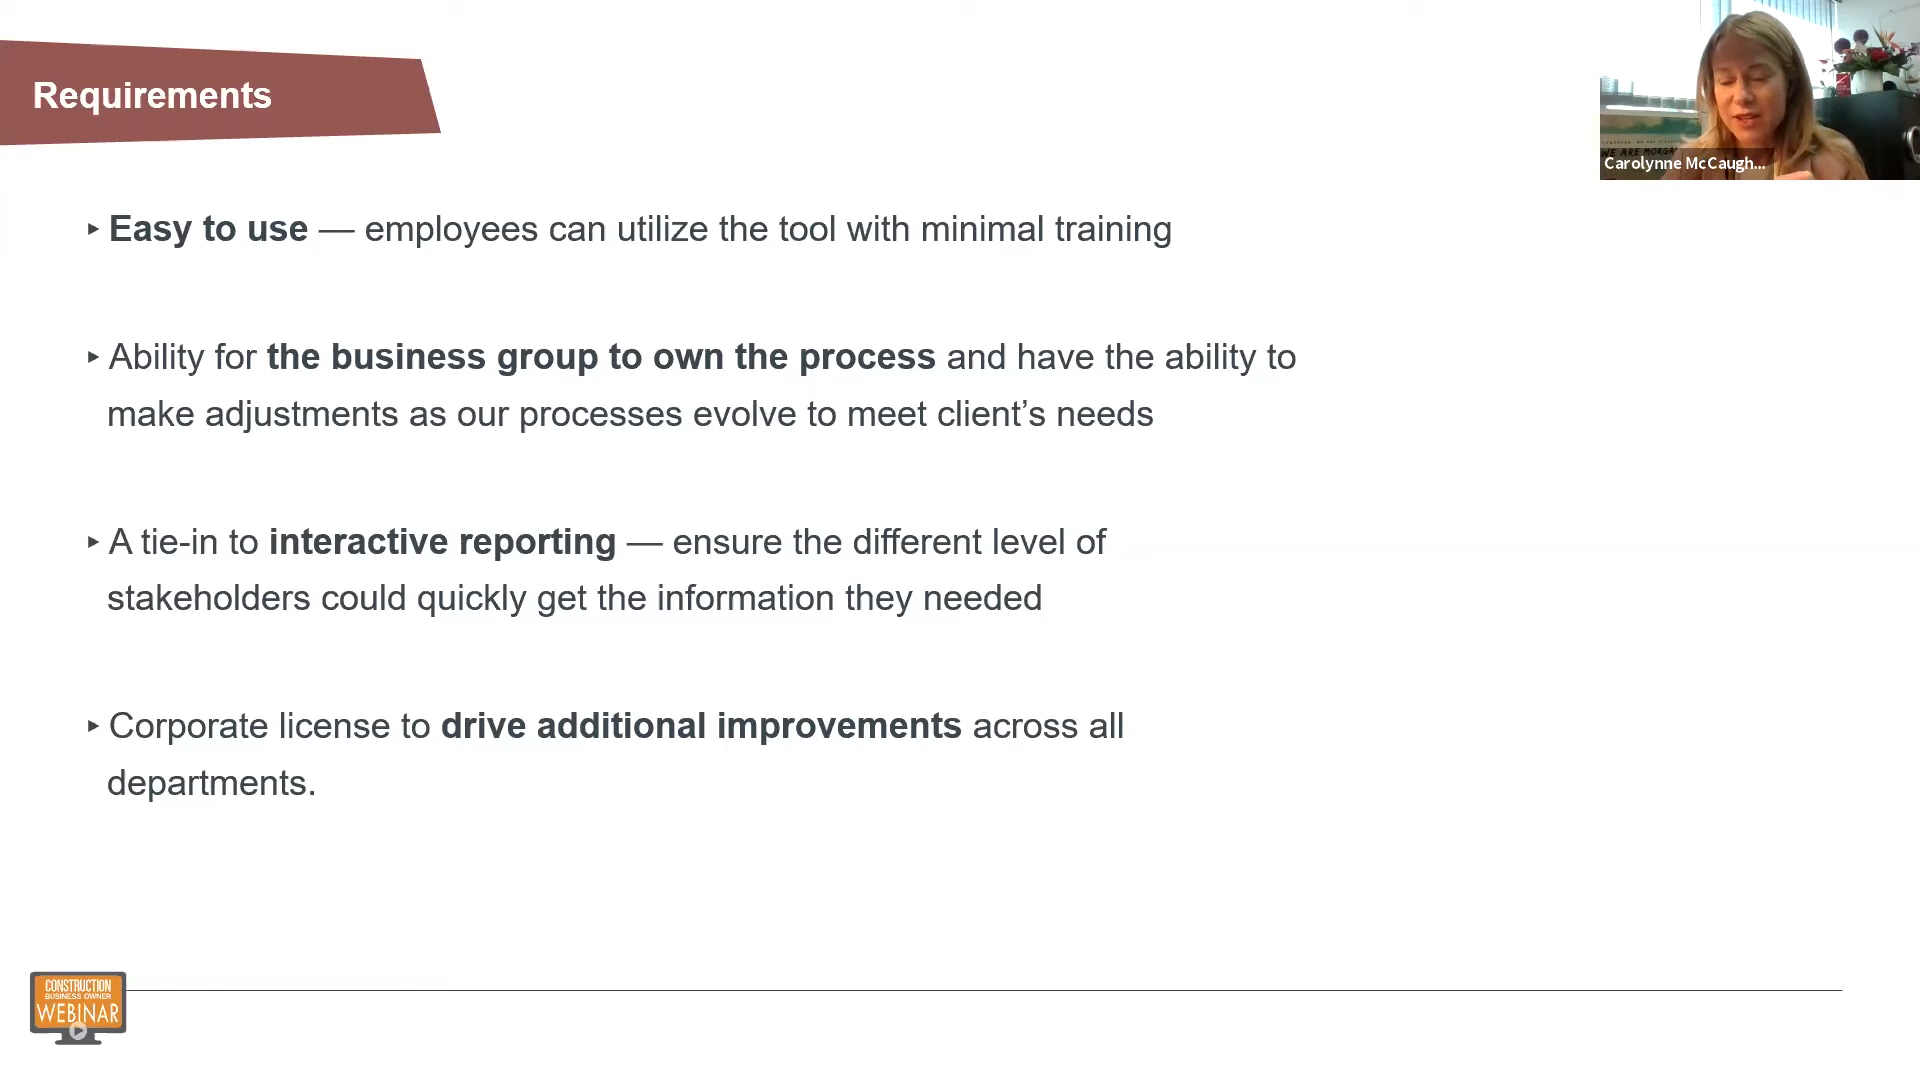 Requirements
Carolynne McCaugh...
WE ARE MORGA
▸ Easy to use — employees can utilize the tool with minimal training
▸ Ability for the business group to own the process and have the ability to
make adjustments as our processes evolve to meet client’s needs
▸ A tie-in to interactive reporting — ensure the different level of
stakeholders could quickly get the information they needed
▸ Corporate license to drive additional improvements across all
departments.
CONSTRUCTION
BUSINESS OWNER
WEBINAR